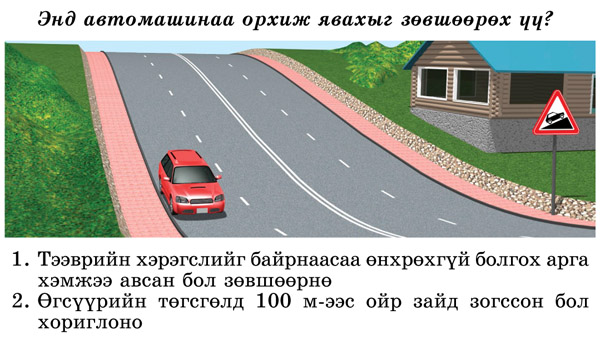 Энд автомашинаа орхиж явахыг зөвшөөрөх үү?
1. Тээврийн хэрэгслийг байрнаасаа өнхрөхгүй болгох арга
хэмжээ авсан бол зөвшөөрнө
2. Өгсүүрийн төгсгөлд 100 м-ээс ойр зайд зогссон бол
хориглоно